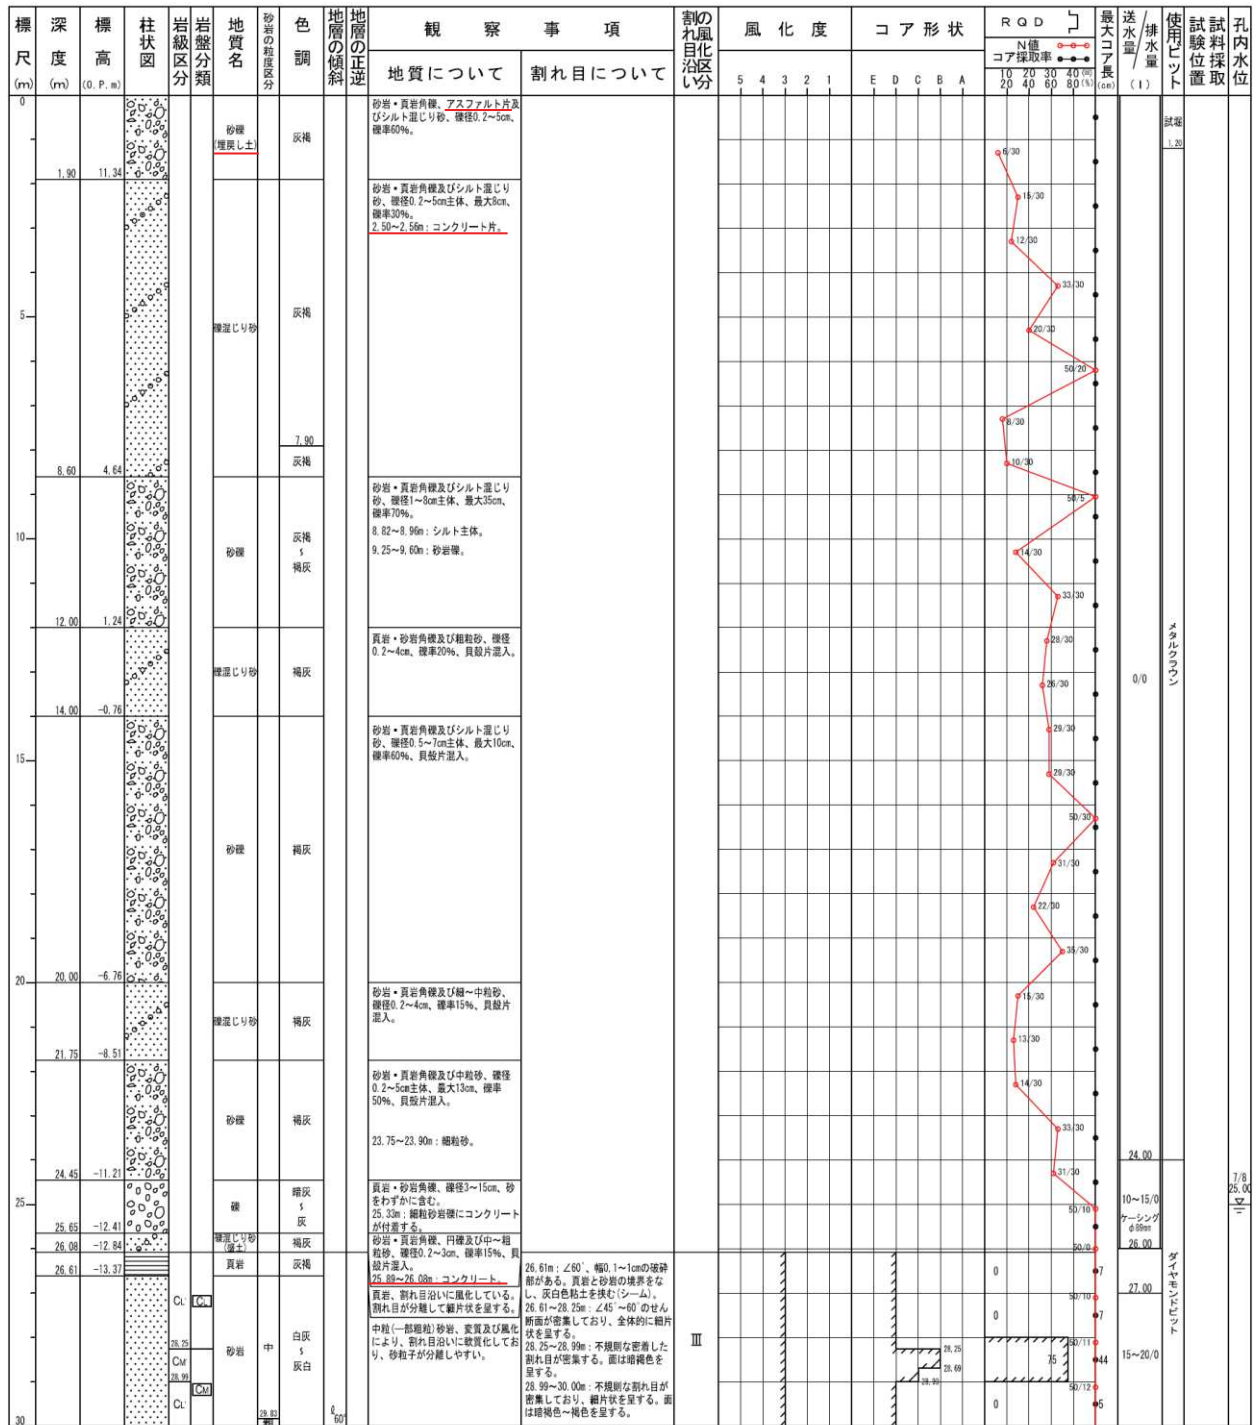 標尺(m)
深度(m)
標高(O.P.m)
柱状図
岩級区分
岩盤分類
地質名
砂岩の粒度区分
色調
地層の傾斜
地層の正逆
観察事項
地質について
割れ目について
割れ目沿いの風化区分
風化度
5 4 3 2 1
コア形状
E D C B A
RQD
N値
コア採取率
10 20 30 40 (回)
20 40 60 80 (%)
最大コア長(cm)
送水量/排水量(l)
使用ビット
試験位置
試料採取
孔内水位
0
砂礫
(埋戻し土)
灰褐
砂岩・頁岩角礫、アスファルト片及
びシルト混じり砂、礫径0.2~5cm、
礫率60%。
試堀
1.20
6/30
1.90 11.34
砂岩・頁岩角礫及びシルト混じり
砂、礫径0.2~5cm主体、最大8cm、
礫率30%。
2.50~2.56m:コンクリート片。
15/30
12/30
33/30
5
礫混じり砂
灰褐
20/30
50/20
8/30
7.90
灰褐
10/30
8.60 4.64
砂岩・頁岩角礫及びシルト混じり
砂、礫径1~8cm主体、最大35cm、
礫率70%。
8.82~8.96m:シルト主体。
9.25~9.60m:砂岩礫。
50/5
10
砂礫
灰褐
~
褐灰
14/30
33/30
12.00 1.24
頁岩・砂岩角礫及び粗粒砂、礫径
0.2~4cm、礫率20%、貝殻片混入。
28/30
礫混じり砂
褐灰
26/30
0/0
メタルクラウン
14.00 -0.76
砂岩・頁岩角礫及びシルト混じり
砂、礫径0.5~7cm主体、最大10cm、
礫率60%、貝殻片混入。
29/30
15
29/30
50/30
砂礫
褐灰
31/30
22/30
35/30
20 20.00 -6.76
砂岩・頁岩角礫及び細~中粒砂、
礫径0.2~4cm、礫率15%、貝殻片
混入。
15/30
礫混じり砂
褐灰
13/30
21.75 -8.51
砂岩・頁岩角礫及び中粒砂、礫径
0.2~5cm主体、最大13cm、礫率
50%、貝殻片混入。
14/30
砂礫
褐灰
23.75~23.90m:細粒砂。
33/30
24.00
24.45 -11.21
31/30
頁岩・砂岩角礫、礫径3~15cm、砂
をわずかに含む。
25.33m:細粒砂岩礫にコンクリート
が付着する。
25
礫
暗灰
~
灰
50/10
10~15/0
ケーシング
φ89mm
7/8
25.00
25.65 -12.41
礫混じり砂
(盛土)
褐灰
砂岩・頁岩角礫、円礫及び中~粗
粒砂、礫径0.2~3cm、礫率15%、貝
殻片混入。
25.89~26.08m:コンクリート。
26.08 -12.84
50/0
26.00
頁岩
灰褐
頁岩、割れ目沿いに風化している。
割れ目が分離して細片状を呈する。
26.61 -13.37
26.61m:∠60°、幅0.1~1cmの破砕
部がある。頁岩と砂岩の境界をな
し、灰白色粘土を挟む(シーム)。
26.61~28.25m:∠45°~60°のせん
断面が密集しており、全体的に細片
状を呈する。
28.25~28.99m:不規則な密着した
割れ目が密集する。面は暗褐色を
呈する。
28.99~30.00m:不規則な割れ目が
密集しており、細片状を呈する。面
は暗褐色~褐色を呈する。
中粒(一部粗粒)砂岩、変質及び風化
により、割れ目沿いに軟質化してお
り、砂粒子が分離しやすい。
CL'
CL
28.25
CM'
28.99
CM
CL'
砂岩
中
29.83
白灰
~
灰白
60°
Ⅲ
28.25
28.69
0 7
50/10
27.00
0 7
50/11
75 44
15~20/0
50/12
0 5
ダイヤモンドビット
30